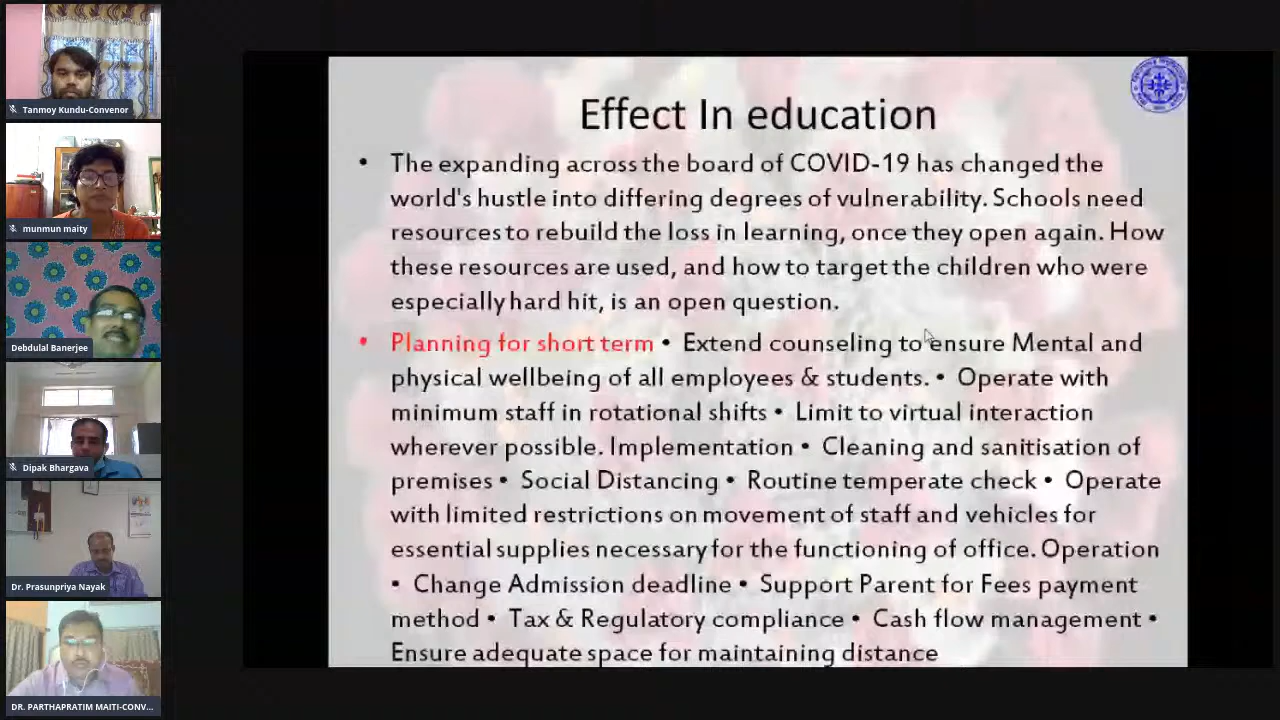 Tanmoy Kundu-Convenor
munmun maity
Debdulal Banerjee
Dipak Bhargava
Dr. Prasunpriya Nayak
DR. PARTHAPRATIM MAITI-CONV...
Effect In education
• The expanding across the board of COVID-19 has changed the
world's hustle into differing degrees of vulnerability. Schools need
resources to rebuild the loss in learning, once they open again. How
these resources are used, and how to target the children who were
especially hard hit, is an open question.
• Planning for short term • Extend counseling to ensure Mental and
physical wellbeing of all employees & students. • Operate with
minimum staff in rotational shifts • Limit to virtual interaction
wherever possible. Implementation • Cleaning and sanitisation of
premises • Social Distancing • Routine temperate check • Operate
with limited restrictions on movement of staff and vehicles for
essential supplies necessary for the functioning of office. Operation
• Change Admission deadline • Support Parent for Fees payment
method • Tax & Regulatory compliance • Cash flow management •
Ensure adequate space for maintaining distance